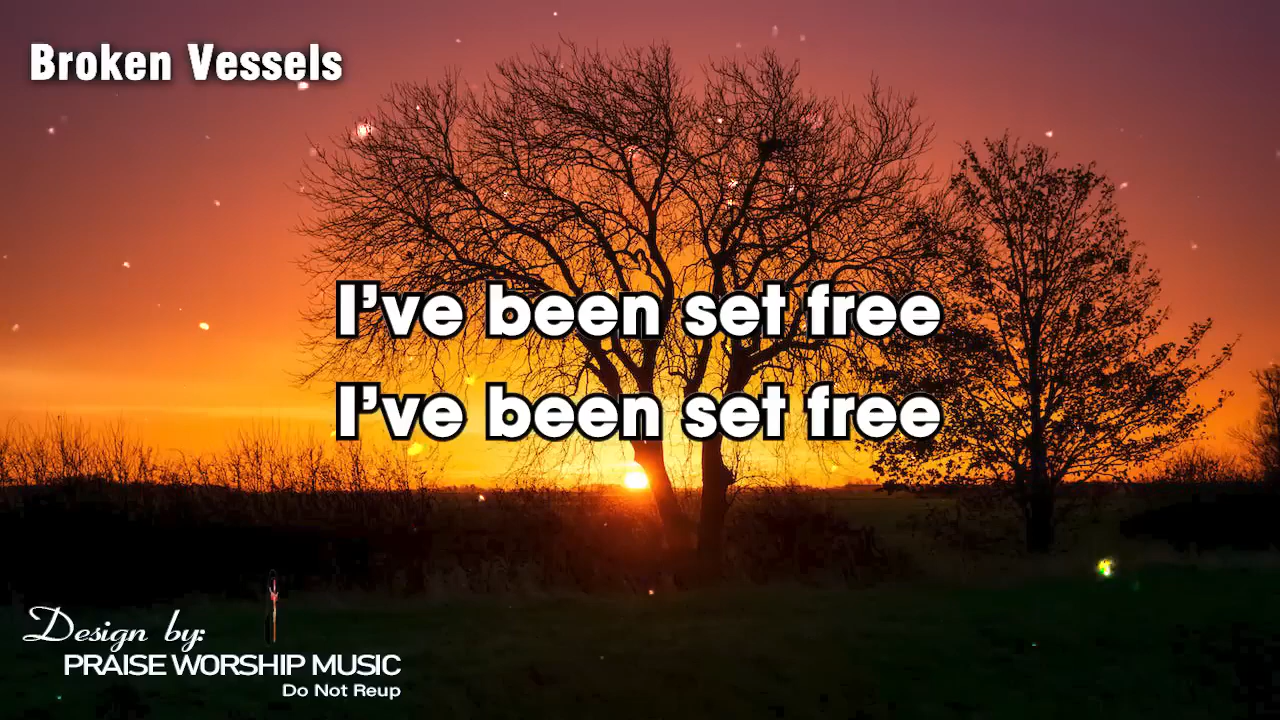 Broken Vessels
I've been set free
I've been set free
Design by:
PRAISE WORSHIP MUSIC
Do Not Reup